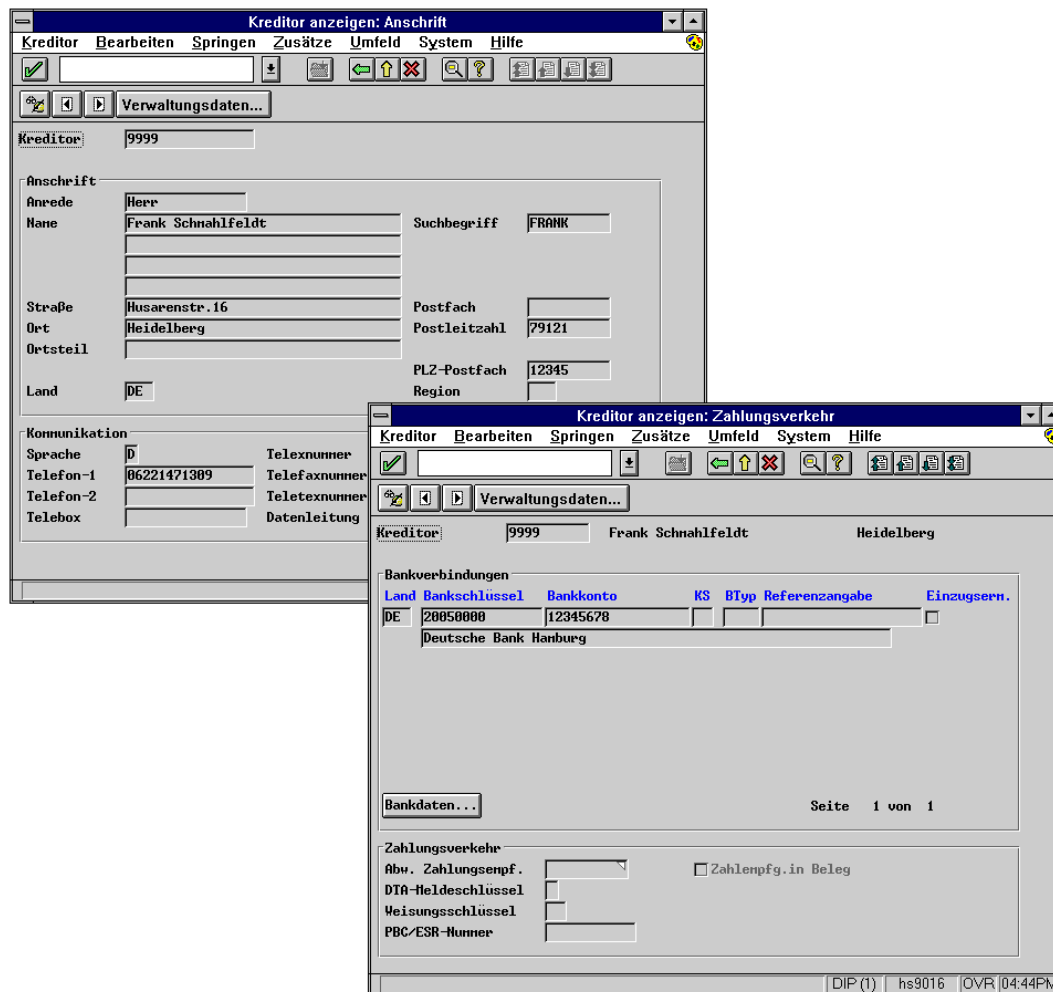 Kreditor anzeigen: Anschrift
Kreditor Bearbeiten Springen Zusätze Umfeld System Hilfe
Verwaltungsdaten...
Kreditor 9999
Anschrift
Anrede Herr
Name Frank Schmahlfeldt Suchbegriff FRANK
Straße Husarenstr.16 Postfach
Ort Heidelberg Postleitzahl 79121
Ortsteil
PLZ-Postfach 12345
Land DE Region
Kommunikation
Sprache D Telexnummer
Telefon-1 06221471309 Telefaxnummer
Telefon-2 Teletexnummer
Telebox Datenleitung
Kreditor anzeigen: Zahlungsverkehr
Kreditor Bearbeiten Springen Zusätze Umfeld System Hilfe
Verwaltungsdaten...
Kreditor 9999 Frank Schmahlfeldt Heidelberg
Bankverbindungen
Land Bankschlüssel Bankkonto KS BTyp Referenzangabe Einzugserm.
DE 20050000 12345678
Deutsche Bank Hamburg
Bankdaten... Seite 1 von 1
Zahlungsverkehr
Abw. Zahlungsempf. Zahlempfg.in Beleg
DTA-Meldeschlüssel
Weisungsschlüssel
PBC/ESR-Nummer
DIP (1) hs9016 OVR 04:44PM